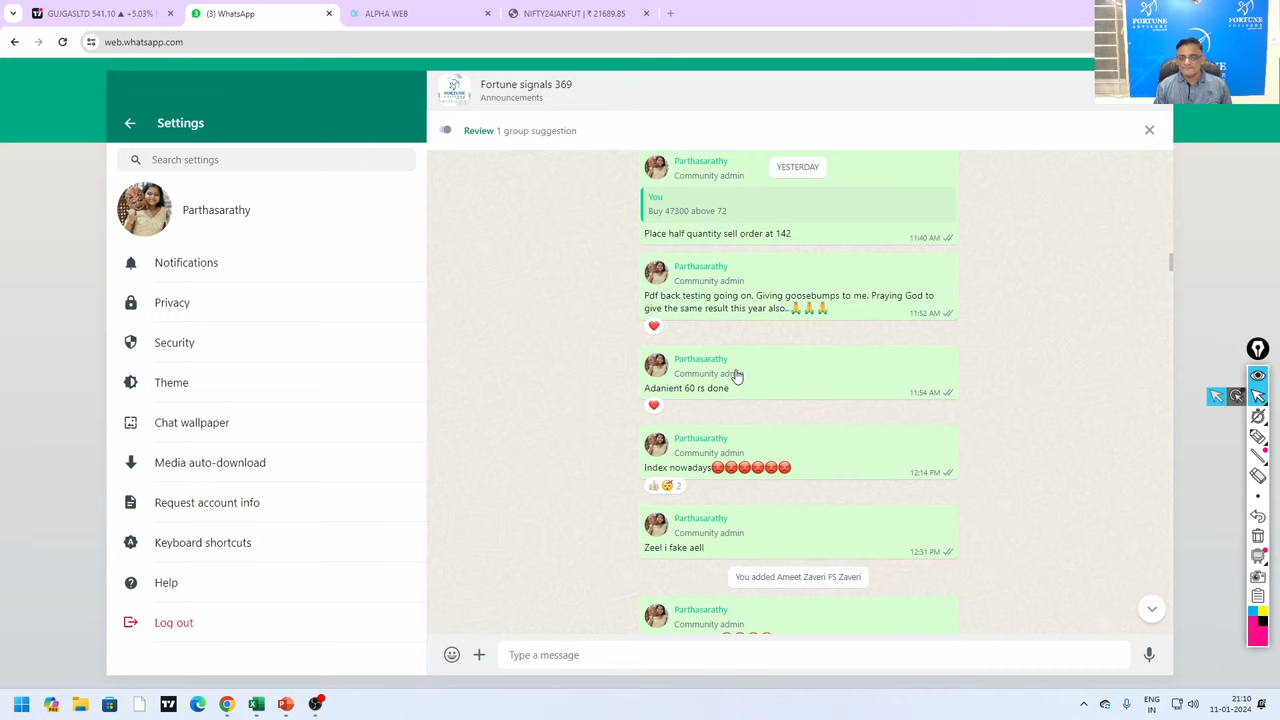 GUJGASLTD 541.10 ▲ +5.03%
(3) WhatsApp
ALPHA WEB
NIFTY24JANFUT | ₹ 21689.85
web.whatsapp.com
FORTUNE
FORTUNE
Settings
Search settings
Parthasarathy
Notifications
Privacy
Security
Theme
Chat wallpaper
Media auto-download
Request account info
Keyboard shortcuts
Help
Log out
Fortune signals 369
Announcements
Review 1 group suggestion
YESTERDAY
Parthasarathy
Community admin
You
Buy 47300 above 72
Place half quantity sell order at 142
11:40 AM
Parthasarathy
Community admin
Pdf back testing going on. Giving goosebumps to me. Praying God to
give the same result this year also..🙏🙏🙏
11:52 AM
Parthasarathy
Community admin
Adanient 60 rs done
11:54 AM
Parthasarathy
Community admin
Index nowadays😡😡😡😡😡😡
12:14 PM
2
Parthasarathy
Community admin
Zeel i fake aell
12:31 PM
You added Ameet Zaveri FS Zaveri
Parthasarathy
Community admin
Type a message
ENG
IN
21:10
11-01-2024